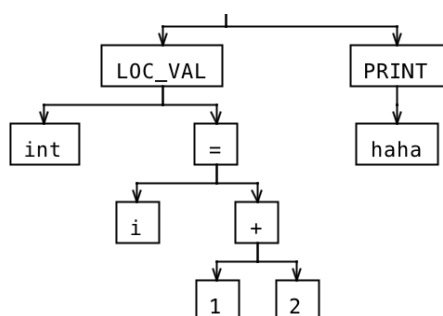 LOC_VAL PRINT
int = haha
i +
1 2